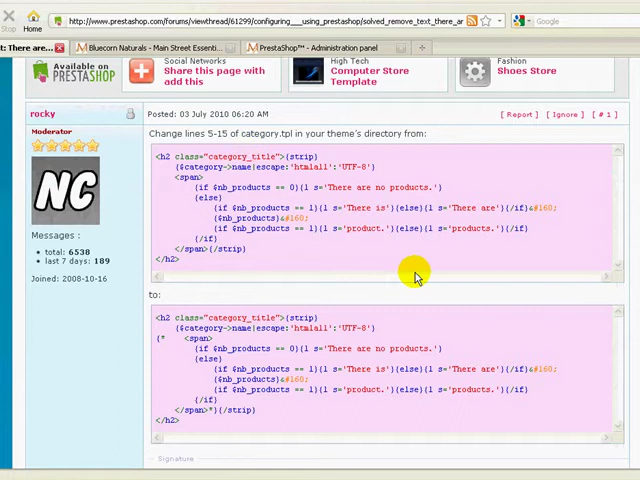 http://www.prestashop.com/forums/viewthread/61299/configuring___using_prestashop/solved_remove_text_there_ar
Google
Stop
Home
t: There are...
Bluecorn Naturals - Main Street Essenti...
PrestaShop™ - Administration panel
Available on
PRESTASHOP
Social Networks
Share this page with
add this
High Tech
Computer Store
Template
Fashion
Shoes Store
rocky
Posted: 03 July 2010 06:20 AM
[ Report ] [ Ignore ] [ # 1 ]
Moderator
NC
Messages :
total: 6538
last 7 days: 189
Joined: 2008-10-16
Change lines 5-15 of category.tpl in your theme's directory from:
<h2 class="category_title">{strip}
{$category->name|escape:'htmlall':'UTF-8'}
<span>
{if $nb_products == 0}{l s='There are no products.'}
{else}
{if $nb_products == 1}{l s='There is'}{else}{l s='There are'}{/if}&#160;
{$nb_products}&#160;
{if $nb_products == 1}{l s='product.'}{else}{l s='products.'}{/if}
{/if}
</span>{/strip}
</h2>
to:
<h2 class="category_title">{strip}
{$category->name|escape:'htmlall':'UTF-8'}
{* <span>
{if $nb_products == 0}{l s='There are no products.'}
{else}
{if $nb_products == 1}{l s='There is'}{else}{l s='There are'}{/if}&#160;
{$nb_products}&#160;
{if $nb_products == 1}{l s='product.'}{else}{l s='products.'}{/if}
{/if}
</span>*}{/strip}
</h2>
Signature